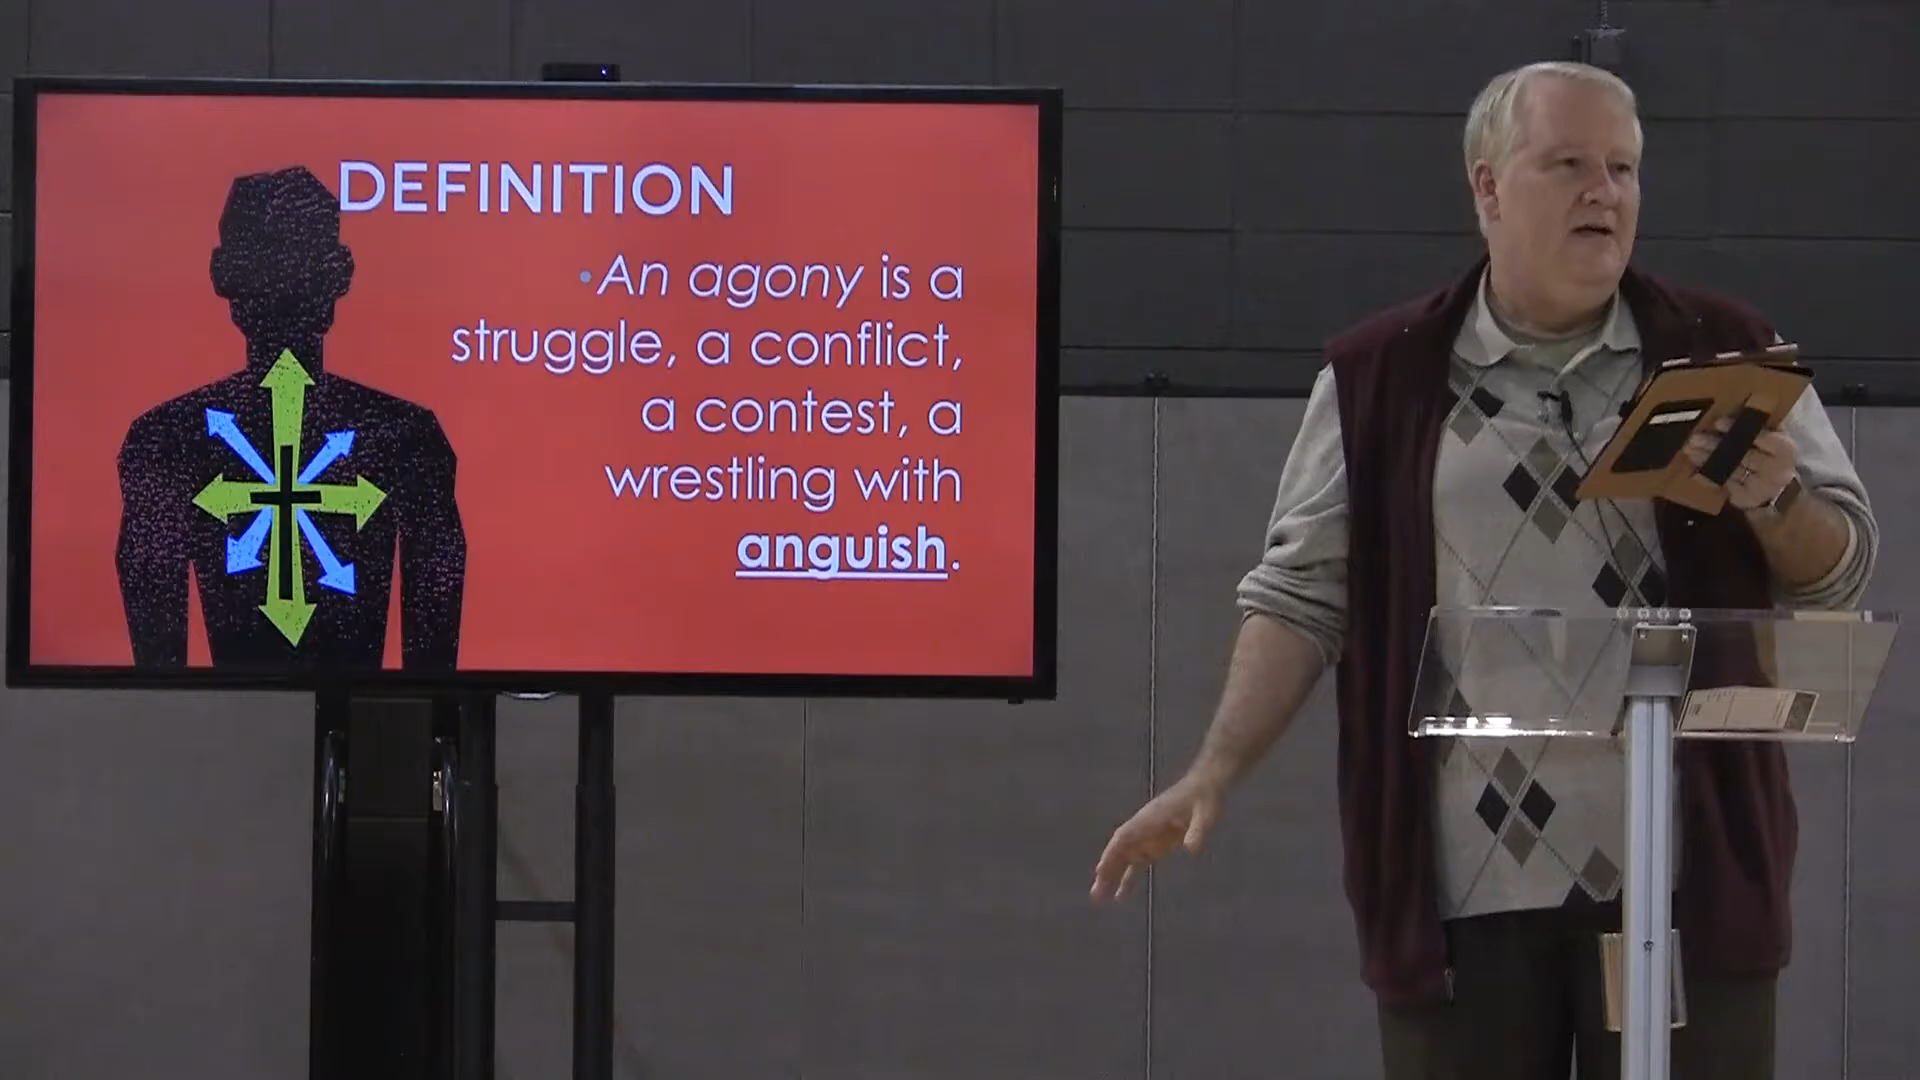 DEFINITION
•An agony is a
struggle, a conflict,
a contest, a
wrestling with
anguish.